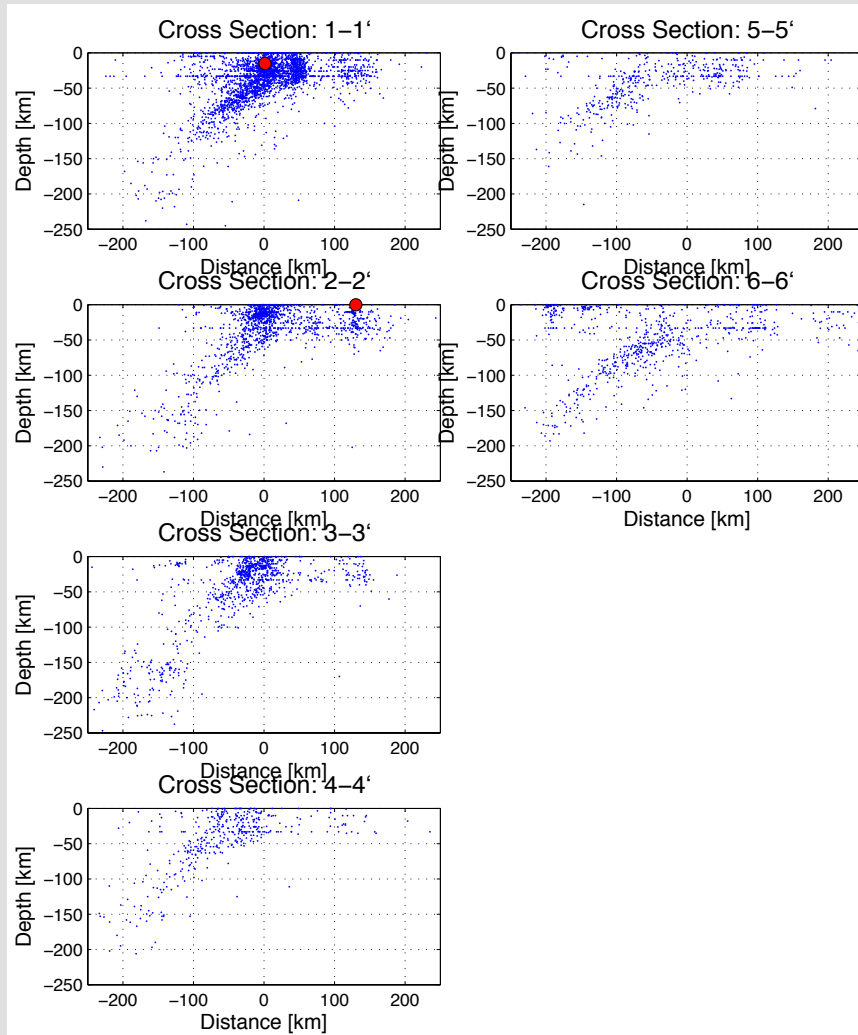 Cross Section: 1−1‘
0
−50
−100
−150
−200
−250
Depth [km]
−200 −100 0 100 200
Distance [km]
Cross Section: 5−5‘
0
−50
−100
−150
−200
−250
Depth [km]
−200 −100 0 100 200
Cross Section: 2−2‘
0
−50
−100
−150
−200
−250
Depth [km]
−200 −100 0 100 200
Distance [km]
Cross Section: 6−6‘
0
−50
−100
−150
−200
−250
Depth [km]
−200 −100 0 100 200
Distance [km]
Cross Section: 3−3‘
0
−50
−100
−150
−200
−250
Depth [km]
−200 −100 0 100 200
Distance [km]
Cross Section: 4−4‘
0
−50
−100
−150
−200
−250
Depth [km]
−200 −100 0 100 200
Distance [km]